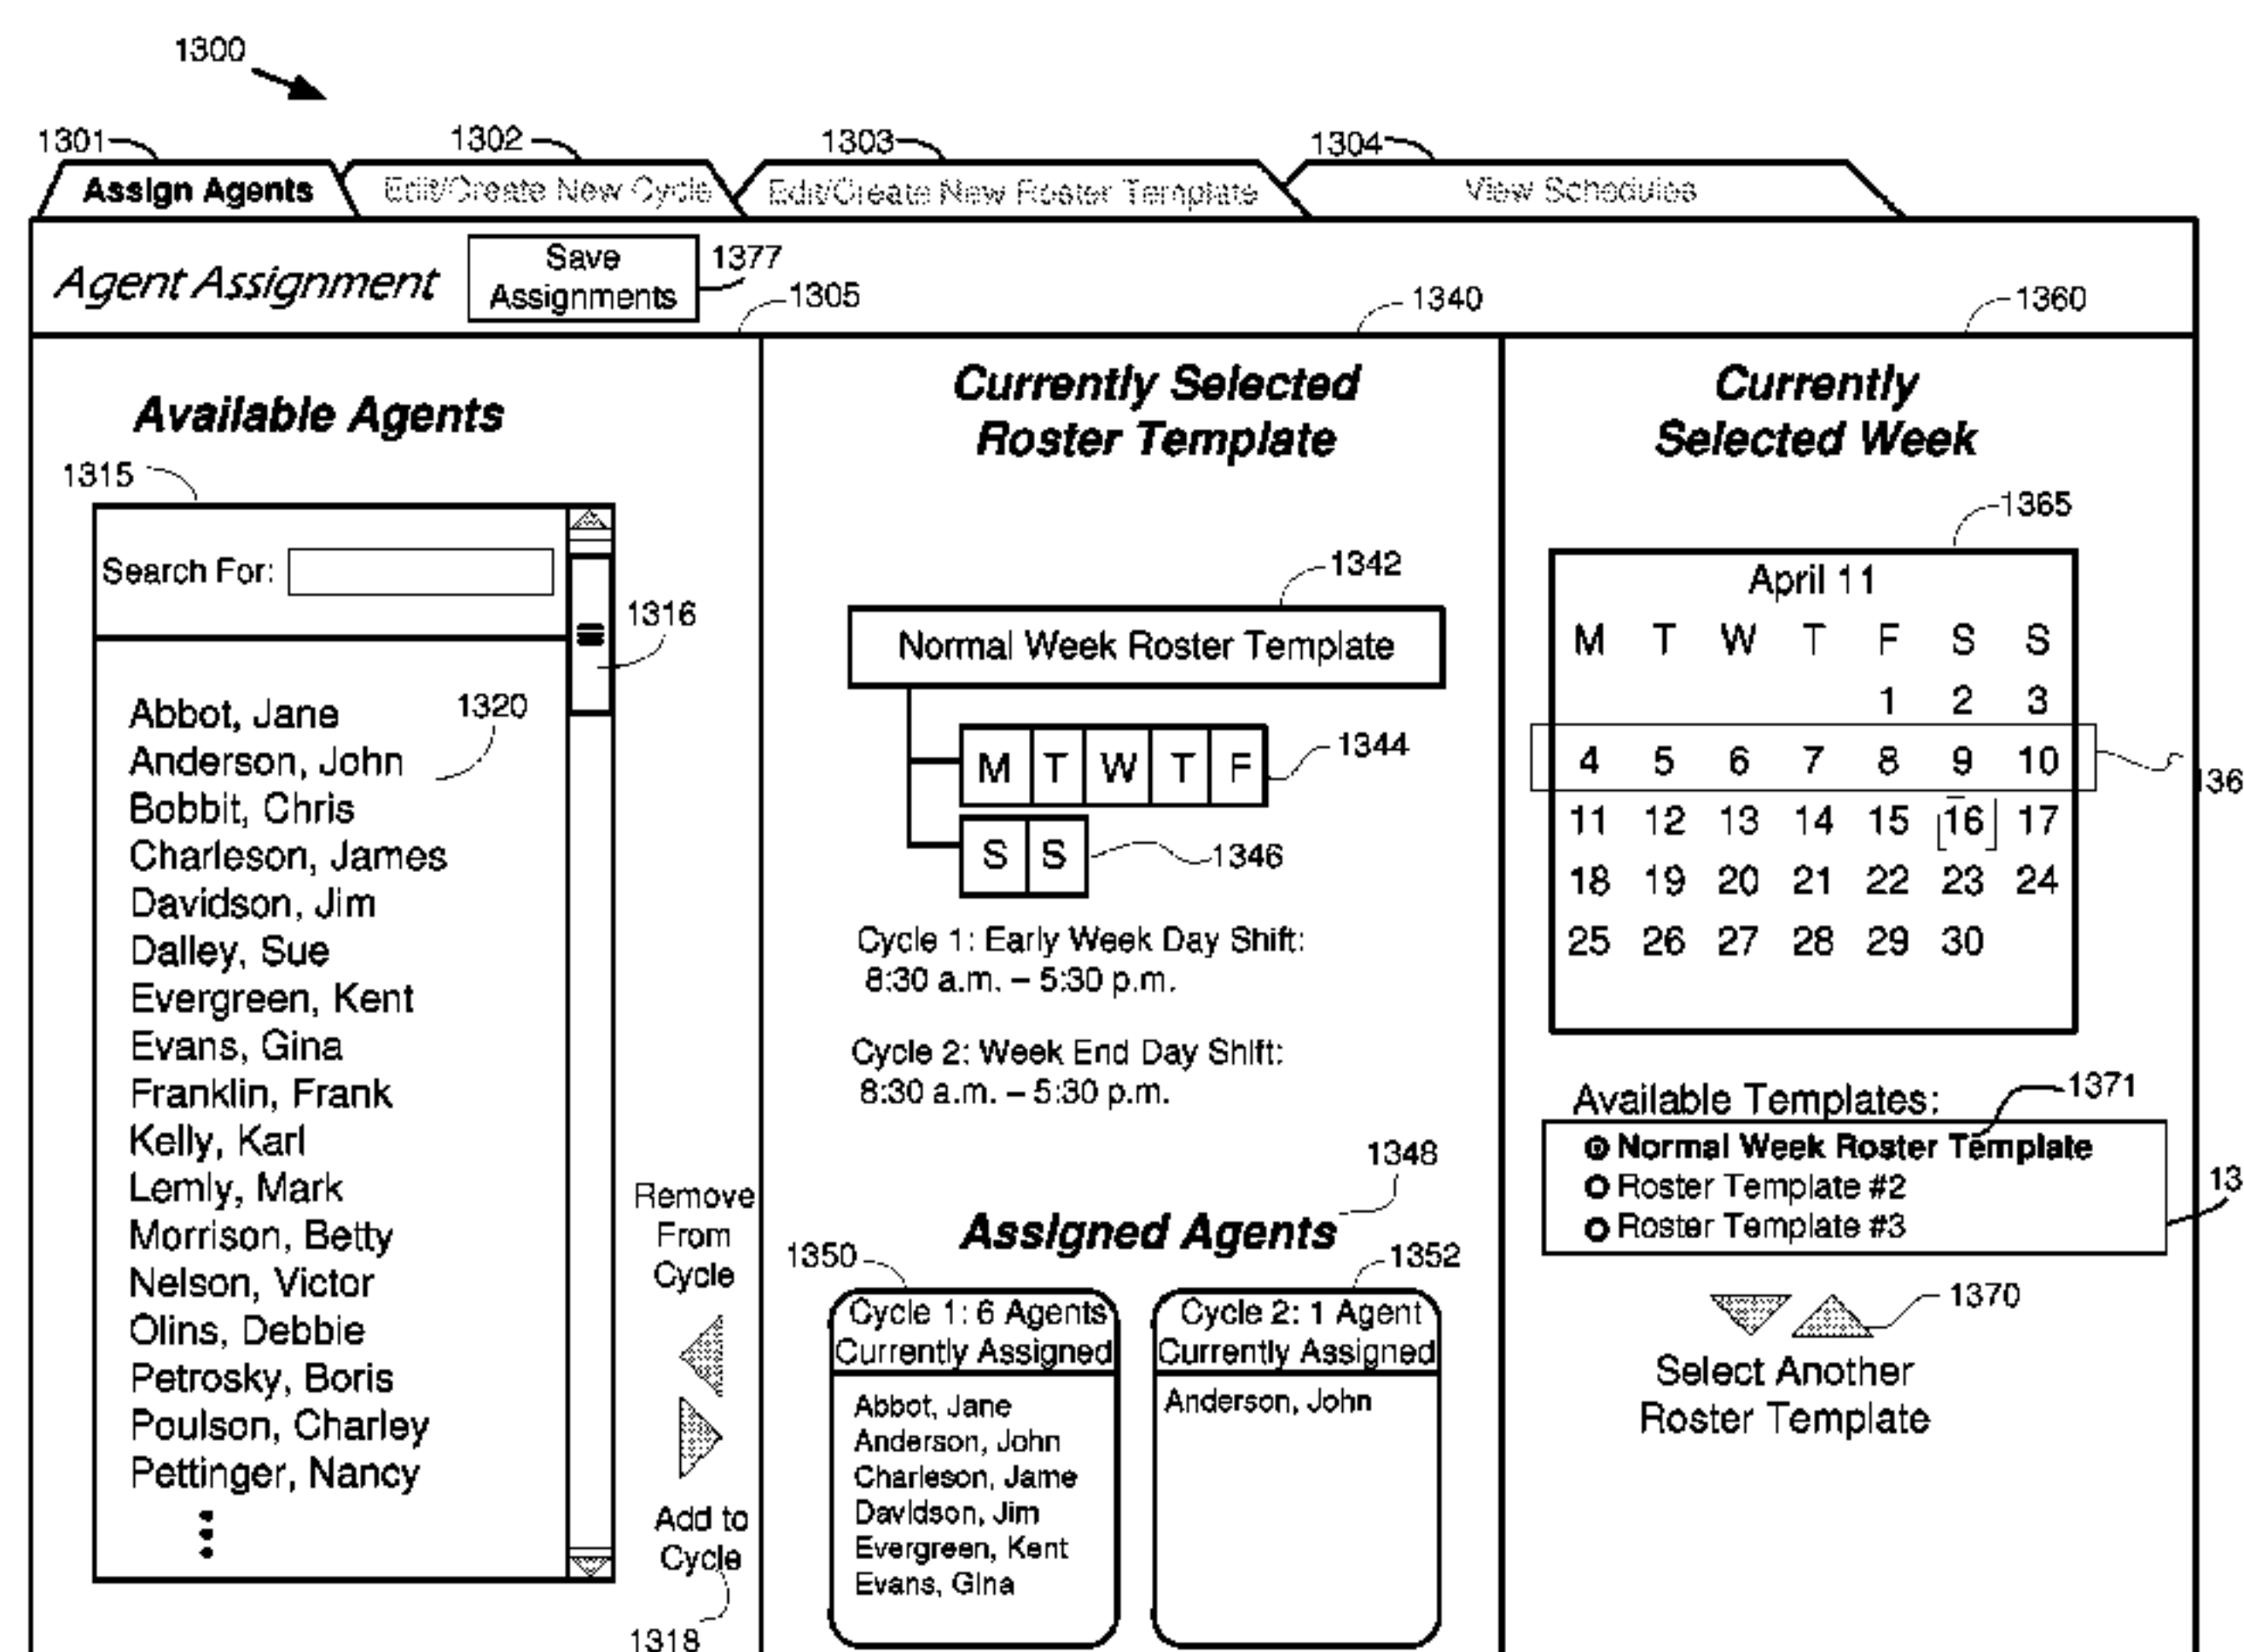 1300
1301
1302
1303
1304
Assign Agents
Edit/Create New Cycle
Edit/Create New Roster Template
View Schedules
Agent Assignment
Save
Assignments
1377
1305
1340
1360
Available Agents
1315
Search For:
1316
1320
Abbot, Jane
Anderson, John
Bobbit, Chris
Charleson, James
Davidson, Jim
Dalley, Sue
Evergreen, Kent
Evans, Gina
Franklin, Frank
Kelly, Karl
Lemly, Mark
Morrison, Betty
Nelson, Victor
Olins, Debbie
Petrosky, Boris
Poulson, Charley
Pettinger, Nancy
Remove
From
Cycle
Add to
Cycle
1318
Currently Selected
Roster Template
1342
Normal Week Roster Template
M T W T F
1344
S S
1346
Cycle 1: Early Week Day Shift:
8:30 a.m. – 5:30 p.m.
Cycle 2: Week End Day Shift:
8:30 a.m. – 5:30 p.m.
1348
Assigned Agents
1350
1352
Cycle 1: 6 Agents
Currently Assigned
Abbot, Jane
Anderson, John
Charleson, Jame
Davidson, Jim
Evergreen, Kent
Evans, Gina
Cycle 2: 1 Agent
Currently Assigned
Anderson, John
Currently
Selected Week
1365
April 11
M T W T F S S
1 2 3
4 5 6 7 8 9 10
136
11 12 13 14 15 16 17
18 19 20 21 22 23 24
25 26 27 28 29 30
Available Templates:
1371
Normal Week Roster Template
Roster Template #2
Roster Template #3
13
1370
Select Another
Roster Template